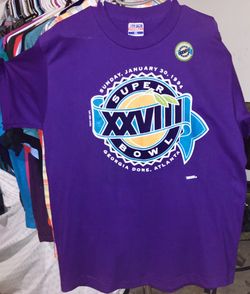 SUNDAY, JANUARY 30, 1994
SUPER
XXVIII
BOWL
GEORGIA DOME, ATLANTA